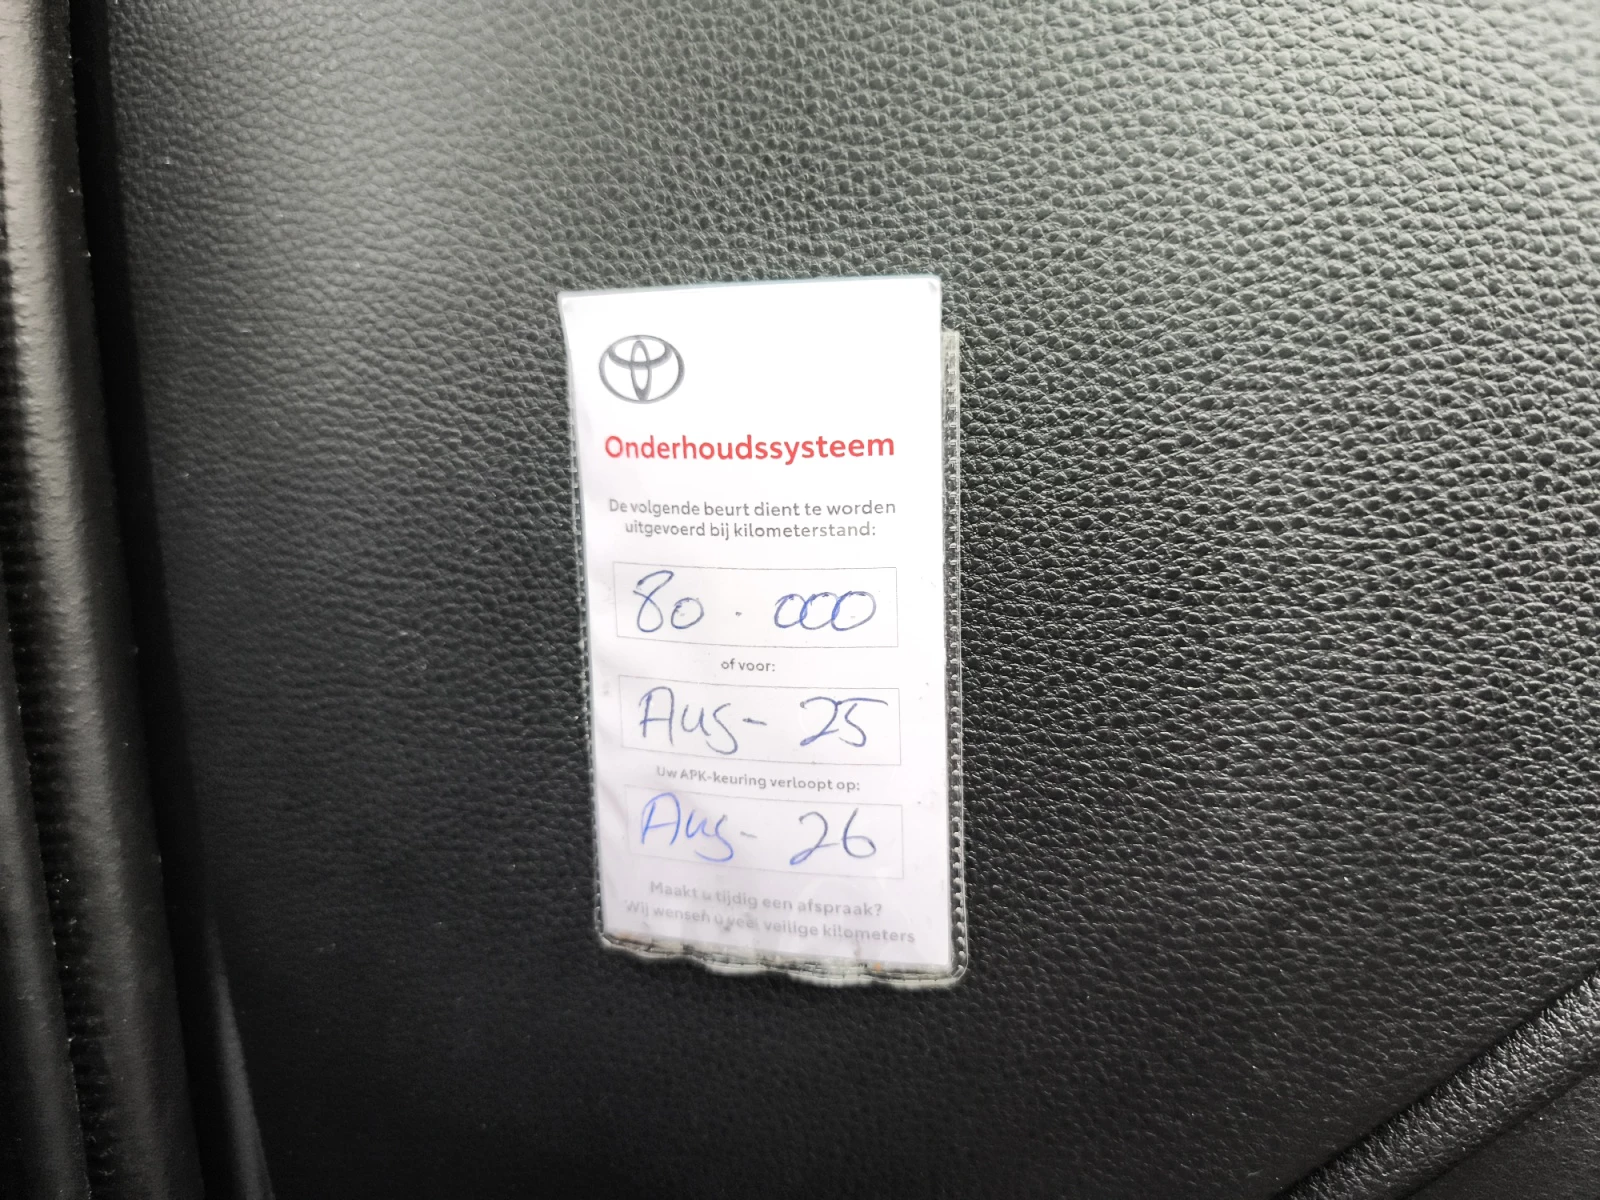 Onderhoudssysteem
De volgende beurt dient te worden
uitgevoerd bij kilometerstand:
80.000
of voor:
Aug- 25
Uw APK-keuring verloopt op:
Aug- 26
Maakt u tijdig een afspraak?
Wij wensen u veel veilige kilometers